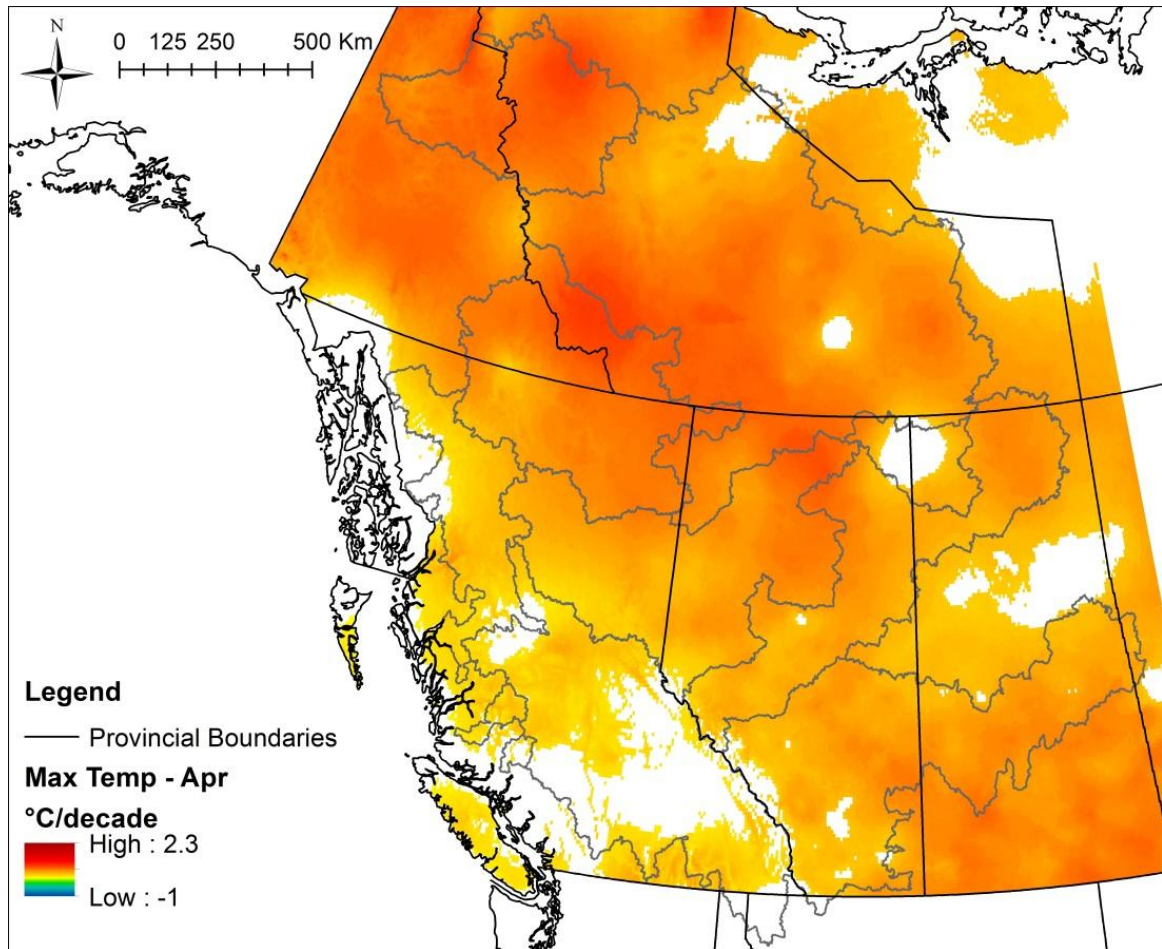 N
0 125 250 500 Km
Legend
Provincial Boundaries
Max Temp - Apr
°C/decade
High : 2.3
Low : -1